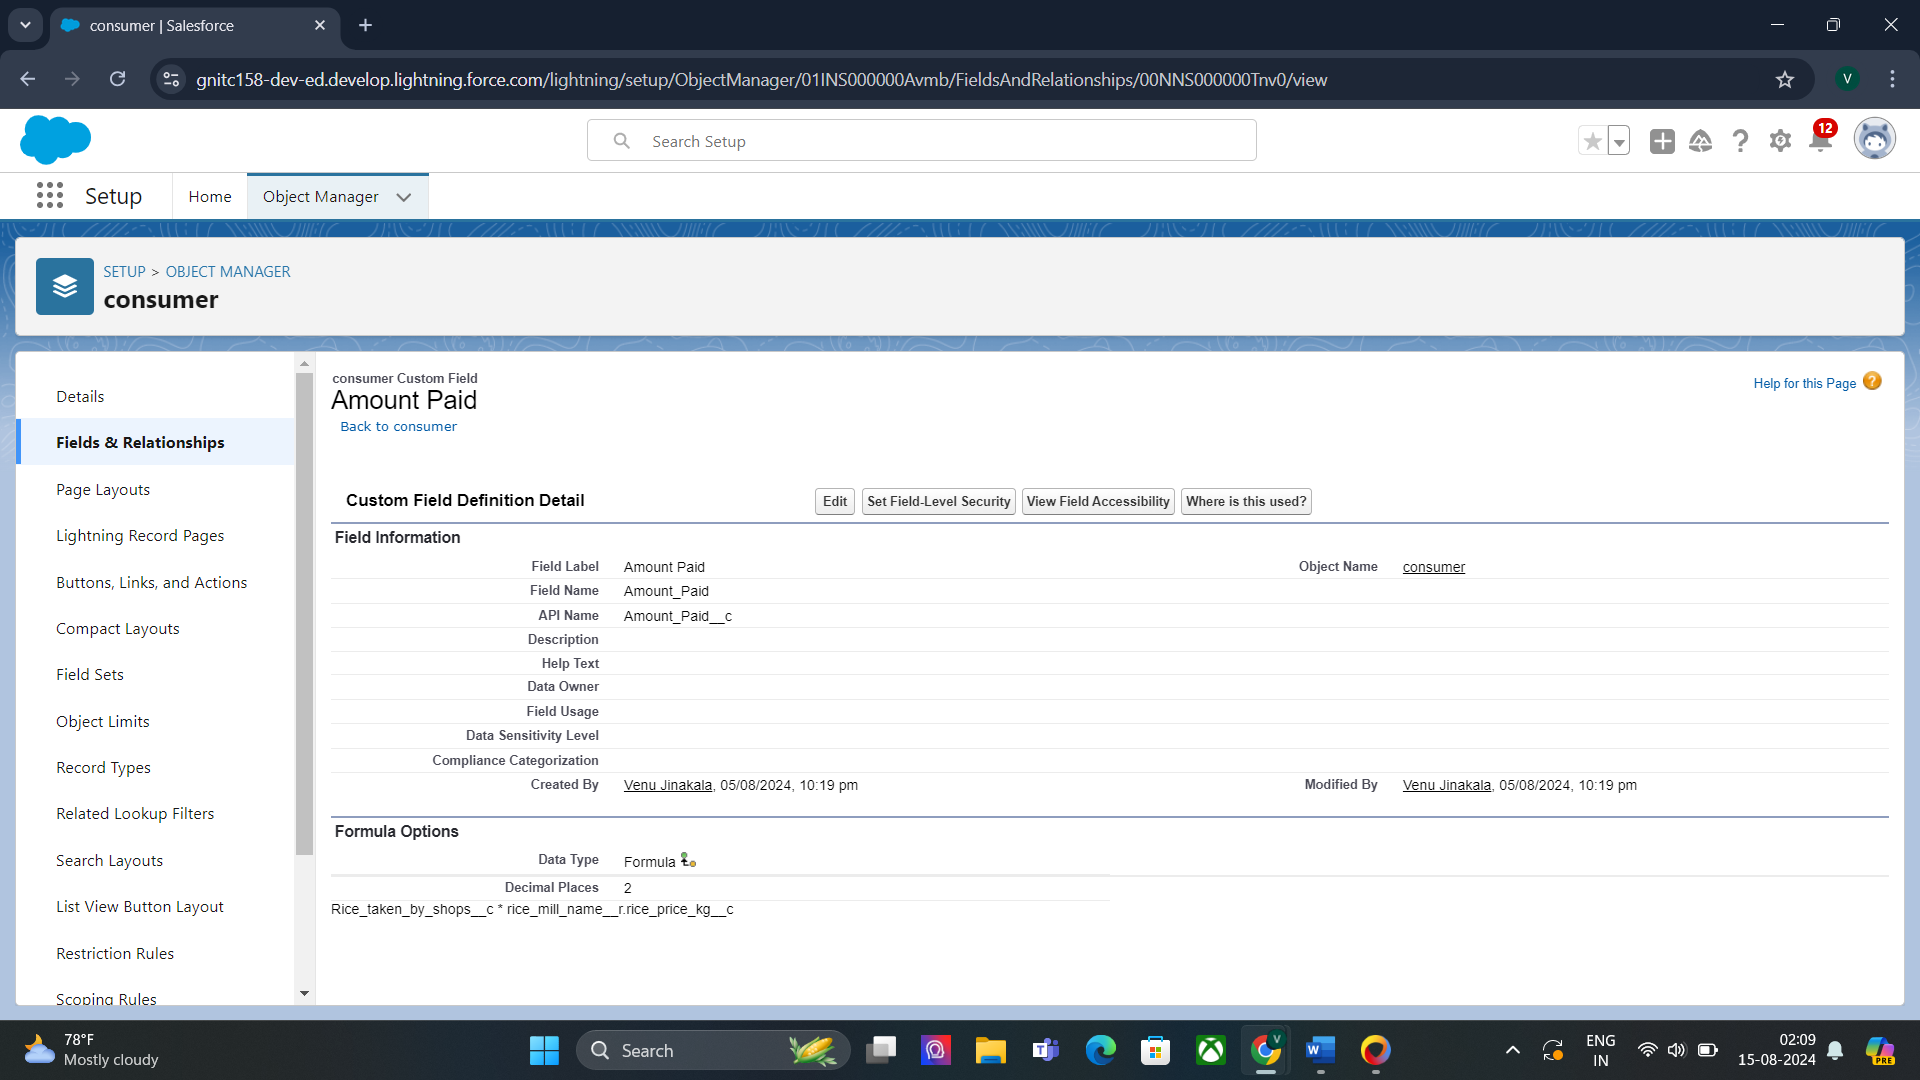 consumer | Salesforce
gnitc158-dev-ed.develop.lightning.force.com/lightning/setup/ObjectManager/01INS000000Avmb/FieldsAndRelationships/00NNS000000Tnv0/view
V
Search Setup
12
Setup
Home
Object Manager
SETUP > OBJECT MANAGER
consumer
Details
Fields & Relationships
Page Layouts
Lightning Record Pages
Buttons, Links, and Actions
Compact Layouts
Field Sets
Object Limits
Record Types
Related Lookup Filters
Search Layouts
List View Button Layout
Restriction Rules
Scoping Rules
consumer Custom Field
Amount Paid
Back to consumer
Help for this Page ?
Custom Field Definition Detail
Edit
Set Field-Level Security
View Field Accessibility
Where is this used?
Field Information
Field Label Amount Paid Object Name consumer
Field Name Amount_Paid
API Name Amount_Paid__c
Description
Help Text
Data Owner
Field Usage
Data Sensitivity Level
Compliance Categorization
Created By Venu Jinakala, 05/08/2024, 10:19 pm Modified By Venu Jinakala, 05/08/2024, 10:19 pm
Formula Options
Data Type Formula
Decimal Places 2
Rice_taken_by_shops__c * rice_mill_name__r.rice_price_kg__c
78°F
Mostly cloudy
Search
V
ENG
IN
02:09
15-08-2024
PRE